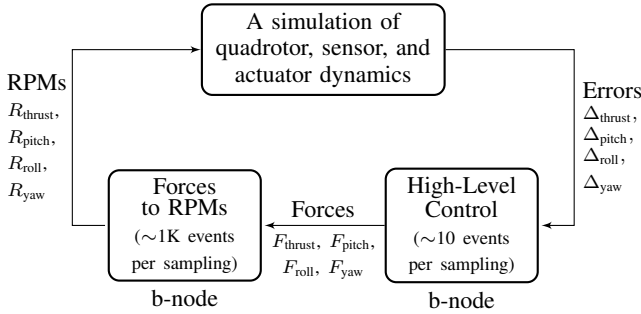 A simulation of
quadrotor, sensor, and
actuator dynamics
RPMs
R_thrust,
R_pitch,
R_roll,
R_yaw
Errors
Δ_thrust,
Δ_pitch,
Δ_roll,
Δ_yaw
Forces
to RPMs
(∼1K events
per sampling)
b-node
Forces
F_thrust, F_pitch,
F_roll, F_yaw
High-Level
Control
(∼10 events
per sampling)
b-node